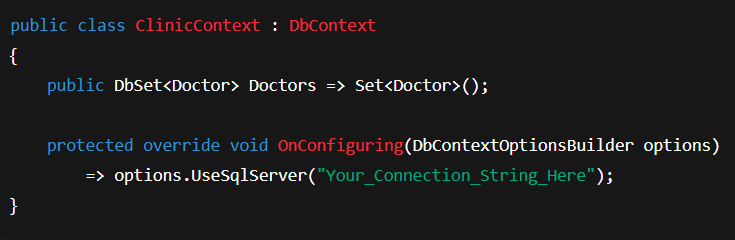 public class ClinicContext : DbContext
{
    public DbSet<Doctor> Doctors => Set<Doctor>();

    protected override void OnConfiguring(DbContextOptionsBuilder options)
        => options.UseSqlServer("Your_Connection_String_Here");
}